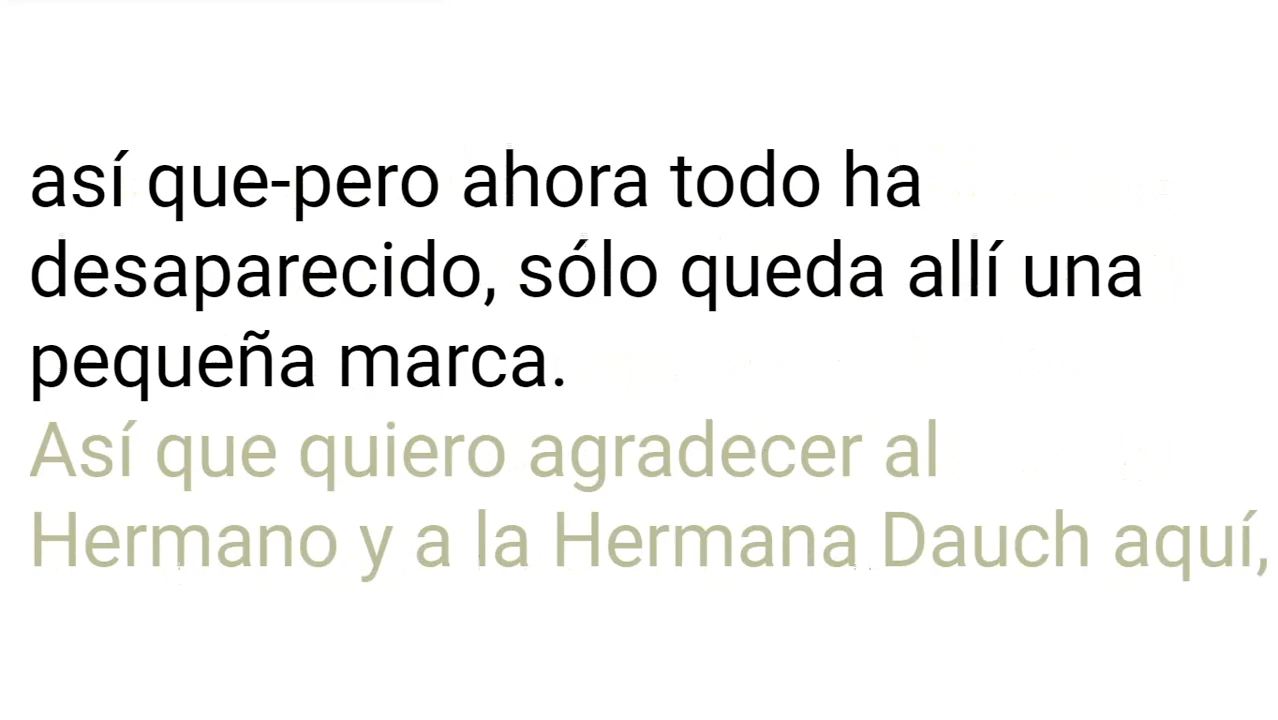 así que-pero ahora todo ha
desaparecido, sólo queda allí una
pequeña marca.
Así que quiero agradecer al
Hermano y a la Hermana Dauch aquí,